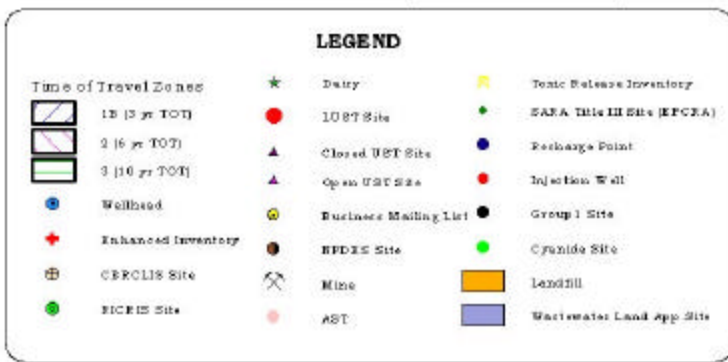 LEGEND
Time of Travel Zones
1B (3 yr TOT)
2 (6 yr TOT)
3 (10 yr TOT)
Wellhead
Enhanced Inventory
CERCLIS Site
RICRIS Site
Dairy
LUST Site
Closed UST Site
Open UST Site
Business Mailing List
NPDES Site
Mine
AST
Toxic Release Inventory
SARA Title III Site (EPCRA)
Recharge Point
Injection Well
Group 1 Site
Cyanide Site
Landfill
Wastewater Land App Site